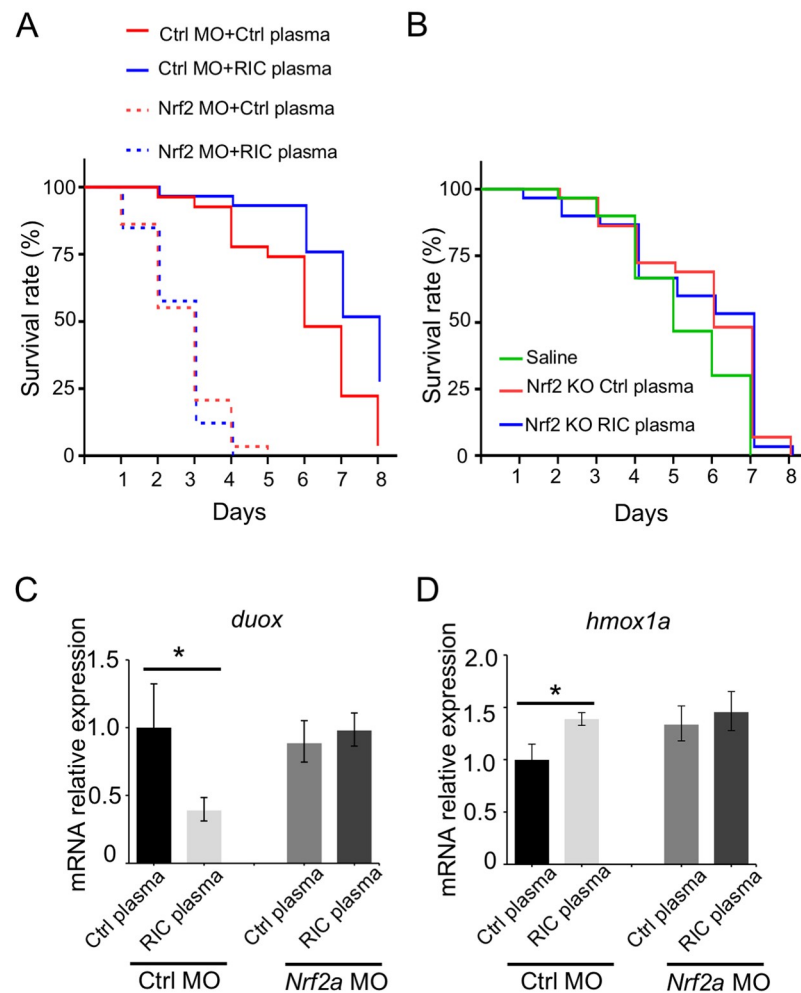 A
Ctrl MO+Ctrl plasma
Ctrl MO+RIC plasma
Nrf2 MO+Ctrl plasma
Nrf2 MO+RIC plasma
Survival rate (%)
100
75
50
25
0
1 2 3 4 5 6 7 8
Days
B
Survival rate (%)
100
75
50
25
0
Saline
Nrf2 KO Ctrl plasma
Nrf2 KO RIC plasma
1 2 3 4 5 6 7 8
Days
C
duox
mRNA relative expression
1.5
1.0
0.5
0
*
Ctrl plasma
RIC plasma
Ctrl plasma
RIC plasma
Ctrl MO
Nrf2a MO
D
hmox1a
mRNA relative expression
2.0
1.5
1.0
0.5
0.0
*
Ctrl plasma
RIC plasma
Ctrl plasma
RIC plasma
Ctrl MO
Nrf2a MO